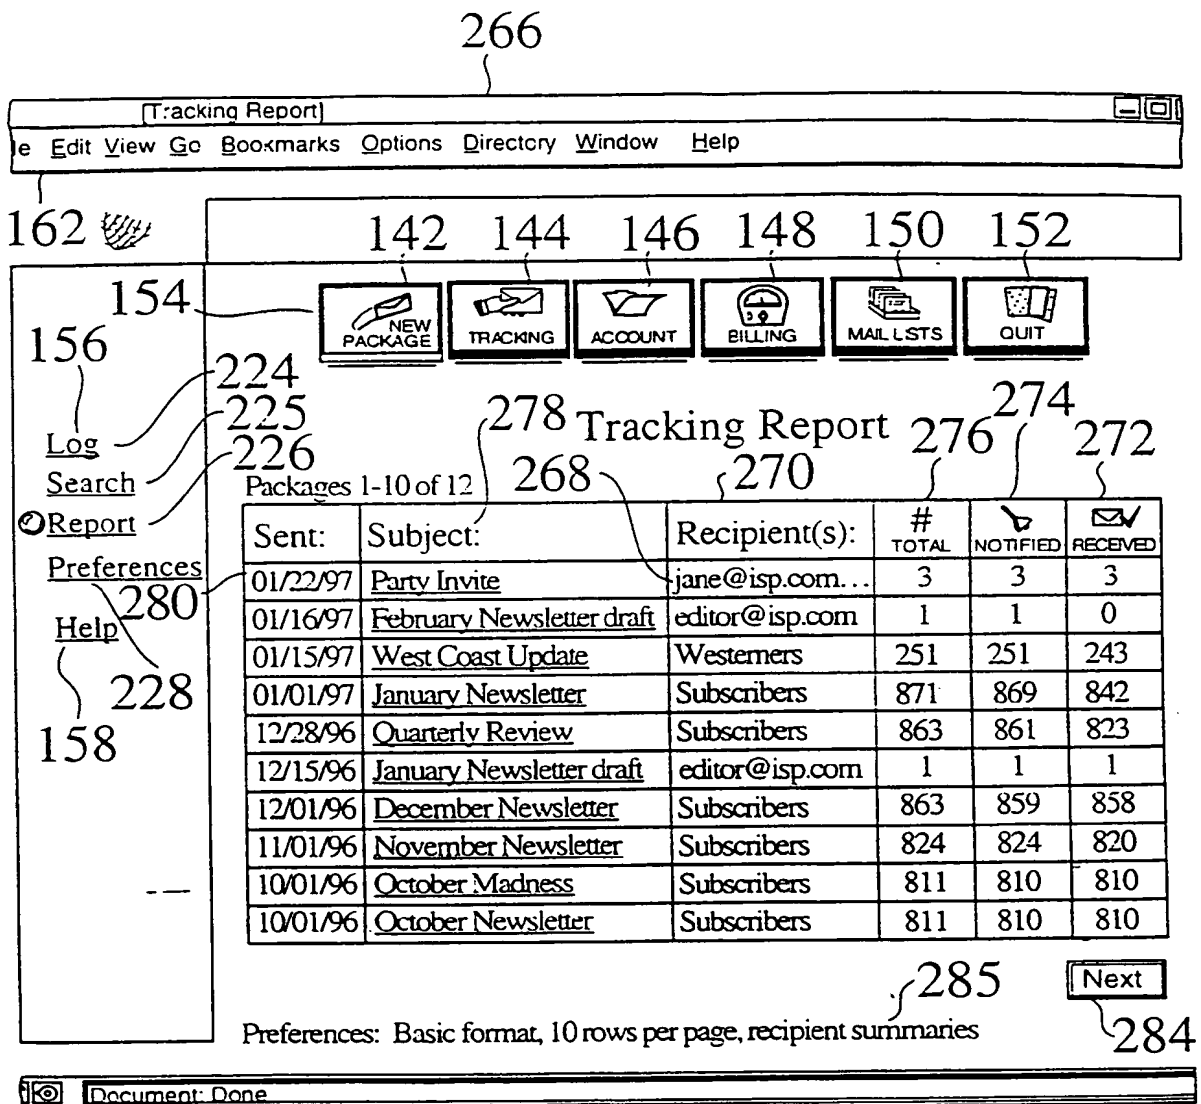 266
Tracking Report
le Edit View Go Bookmarks Options Directory Window Help
162 142 144 146 148 150 152
154
NEW PACKAGE TRACKING ACCOUNT BILLING MAIL LISTS QUIT
156
224
225
226
Log
Search
Report
Preferences
280
Help
228
158
278 Tracking Report 276 274 272
Packages 1-10 of 12 268 270
Sent: Subject: Recipient(s): # TOTAL NOTIFIED RECEIVED
01/22/97 Party Invite jane@isp.com... 3 3 3
01/16/97 February Newsletter draft editor@isp.com 1 1 0
01/15/97 West Coast Update Westerners 251 251 243
01/01/97 January Newsletter Subscribers 871 869 842
12/28/96 Quarterly Review Subscribers 863 861 823
12/15/96 January Newsletter draft editor@isp.com 1 1 1
12/01/96 December Newsletter Subscribers 863 859 858
11/01/96 November Newsletter Subscribers 824 824 820
10/01/96 October Madness Subscribers 811 810 810
10/01/96 October Newsletter Subscribers 811 810 810
285 Next
Preferences: Basic format, 10 rows per page, recipient summaries
284
Document: Done